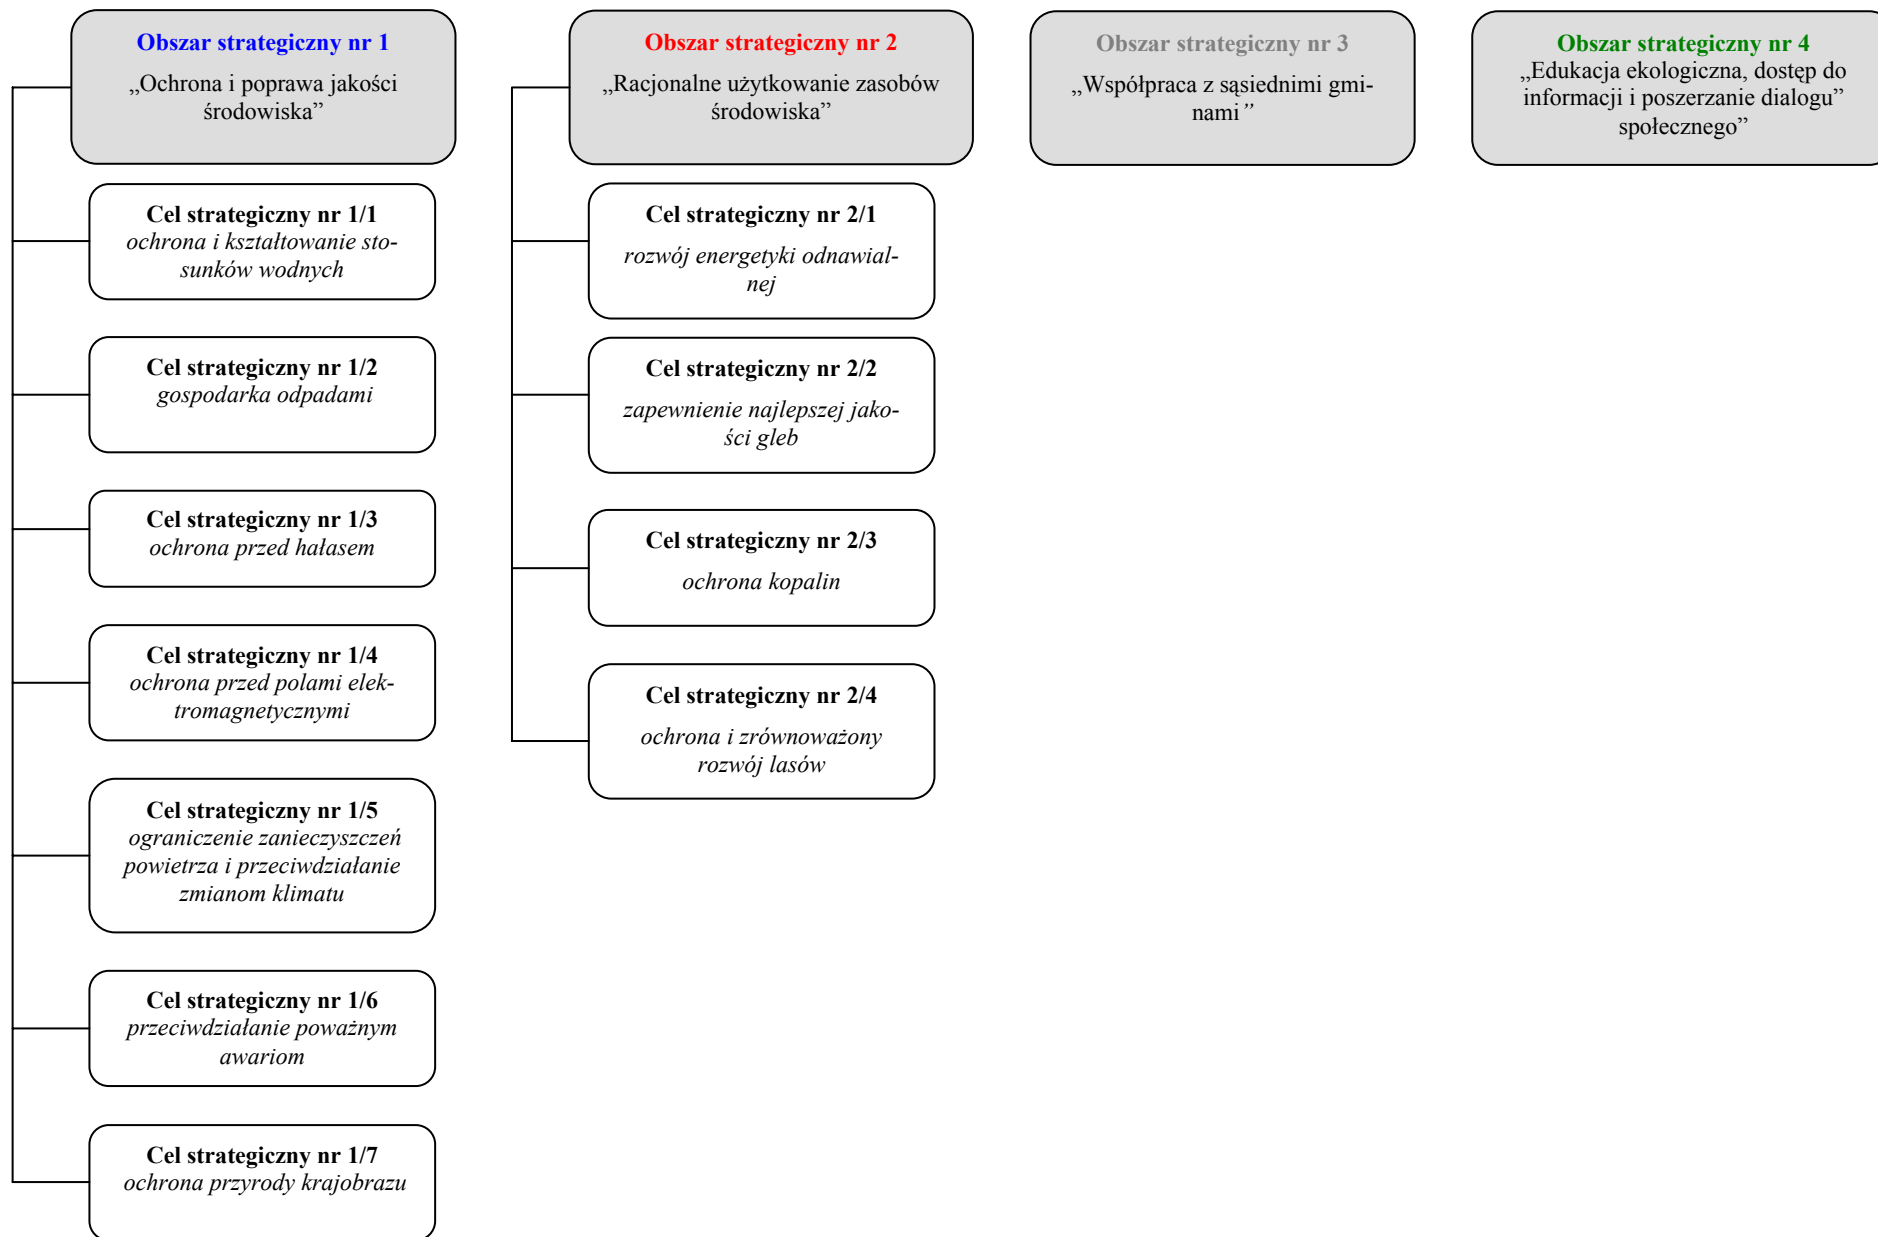 Obszar strategiczny nr 1
„Ochrona i poprawa jakości
środowiska”
Cel strategiczny nr 1/1
ochrona i kształtowanie sto-
sunków wodnych
Cel strategiczny nr 1/2
gospodarka odpadami
Cel strategiczny nr 1/3
ochrona przed hałasem
Cel strategiczny nr 1/4
ochrona przed polami elek-
tromagnetycznymi
Cel strategiczny nr 1/5
ograniczenie zanieczyszczeń
powietrza i przeciwdziałanie
zmianom klimatu
Cel strategiczny nr 1/6
przeciwdziałanie poważnym
awariom
Cel strategiczny nr 1/7
ochrona przyrody krajobrazu
Obszar strategiczny nr 2
„Racjonalne użytkowanie zasobów
środowiska”
Cel strategiczny nr 2/1
rozwój energetyki odnawial-
nej
Cel strategiczny nr 2/2
zapewnienie najlepszej jako-
ści gleb
Cel strategiczny nr 2/3
ochrona kopalin
Cel strategiczny nr 2/4
ochrona i zrównoważony
rozwój lasów
Obszar strategiczny nr 3
„Współpraca z sąsiednimi gmi-
nami”
Obszar strategiczny nr 4
„Edukacja ekologiczna, dostęp do
informacji i poszerzanie dialogu”
społecznego”